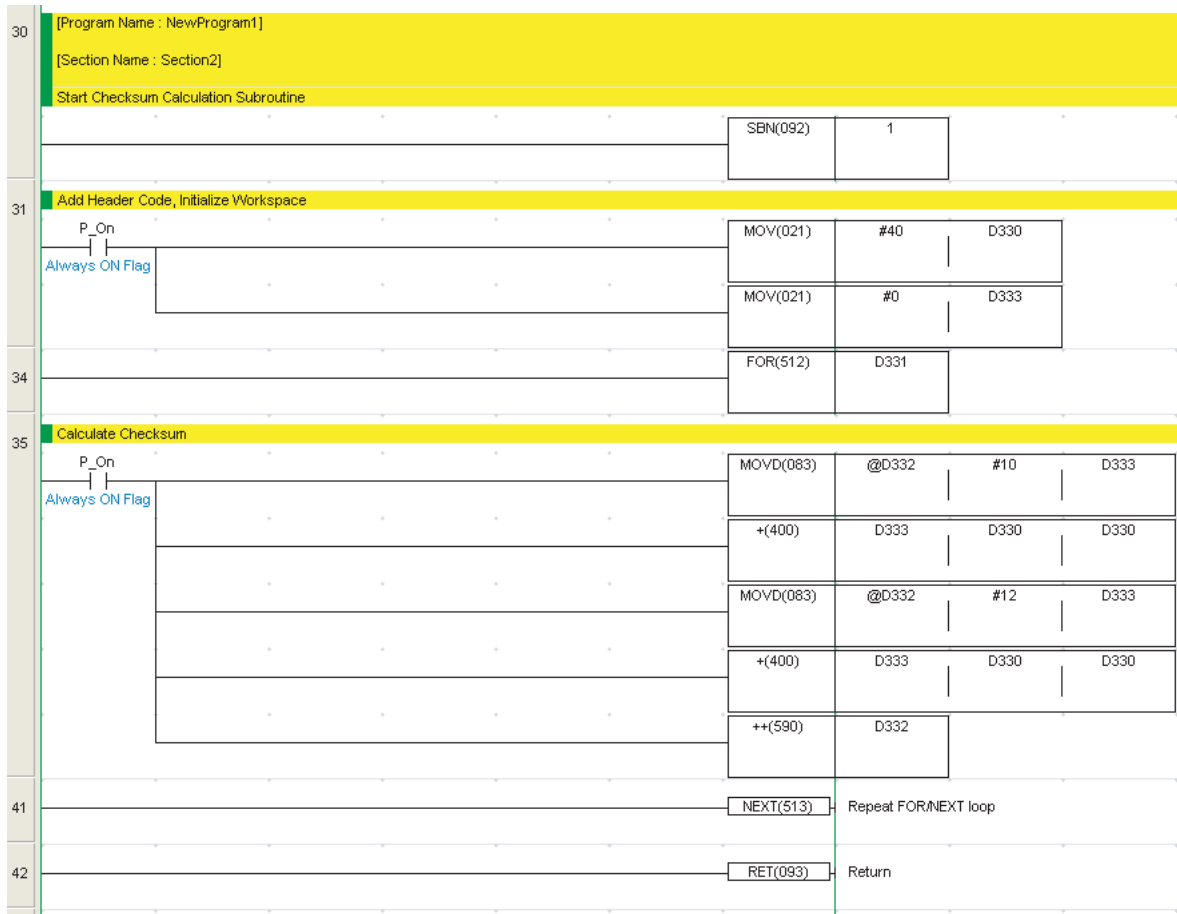 30
[Program Name : NewProgram1]
[Section Name : Section2]
Start Checksum Calculation Subroutine
SBN(092) 1
31
Add Header Code, Initialize Workspace
P_On
Always ON Flag
MOV(021) #40 D330
MOV(021) #0 D333
34
FOR(512) D331
35
Calculate Checksum
P_On
Always ON Flag
MOVD(083) @D332 #10 D333
+(400) D333 D330 D330
MOVD(083) @D332 #12 D333
+(400) D333 D330 D330
++(590) D332
41
NEXT(513) Repeat FOR/NEXT loop
42
RET(093) Return